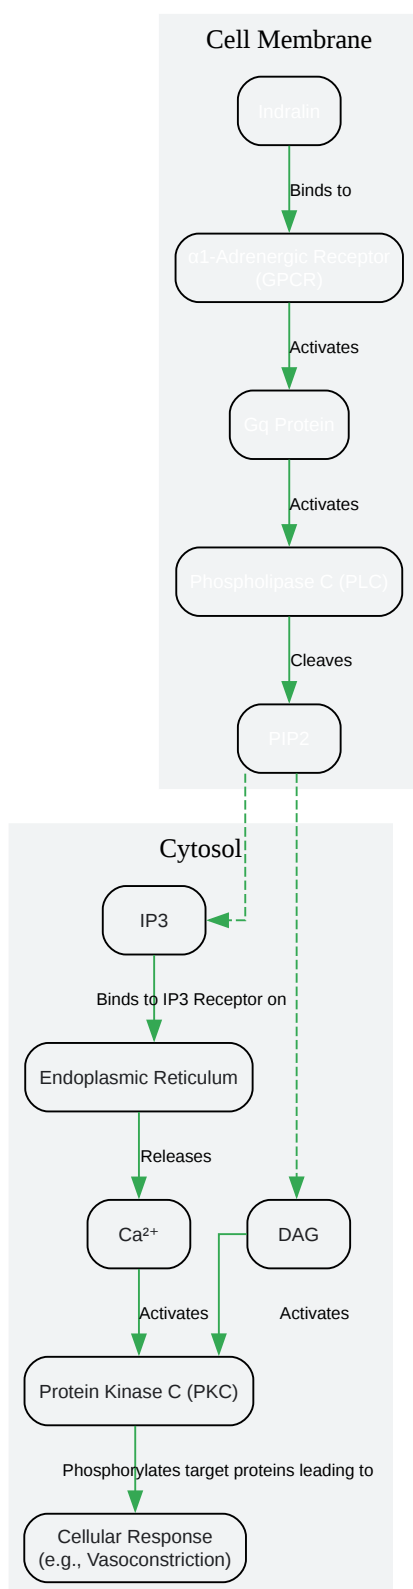 Cell Membrane
Indralin
Binds to
α1-Adrenergic Receptor
(GPCR)
Activates
Gq Protein
Activates
Phospholipase C (PLC)
Cleaves
PIP2
Cytosol
IP3
Binds to IP3 Receptor on
Endoplasmic Reticulum
Releases
Ca²⁺
DAG
Activates
Activates
Protein Kinase C (PKC)
Phosphorylates target proteins leading to
Cellular Response
(e.g., Vasoconstriction)